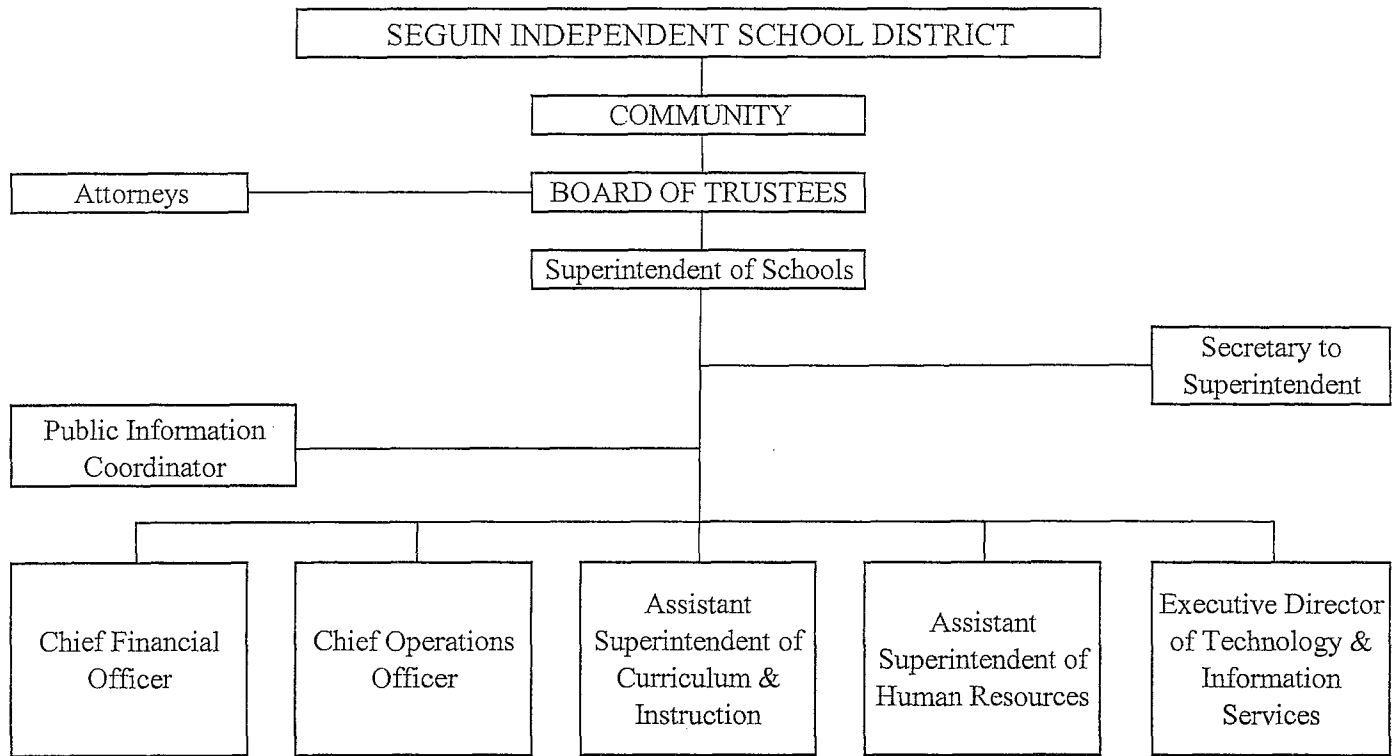 SEGUIN INDEPENDENT SCHOOL DISTRICT
COMMUNITY
Attorneys
BOARD OF TRUSTEES
Superintendent of Schools
Secretary to
Superintendent
Public Information
Coordinator
Chief Financial
Officer
Chief Operations
Officer
Assistant
Superintendent of
Curriculum &
Instruction
Assistant
Superintendent of
Human Resources
Executive Director
of Technology &
Information
Services